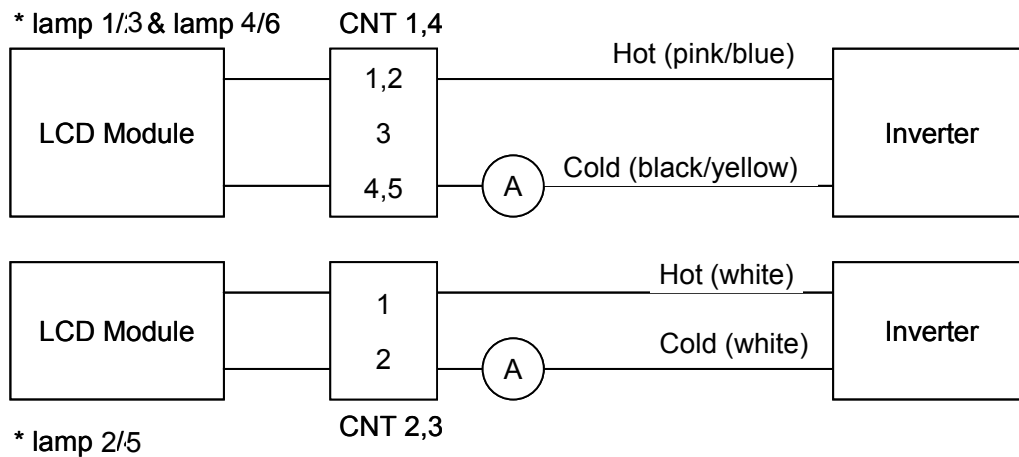 * lamp 1/3 & lamp 4/6
CNT 1,4
Hot (pink/blue)
1,2
LCD Module
3
Inverter
4,5
A
Cold (black/yellow)
Hot (white)
1
LCD Module
Inverter
2
A
Cold (white)
CNT 2,3
* lamp 2/5